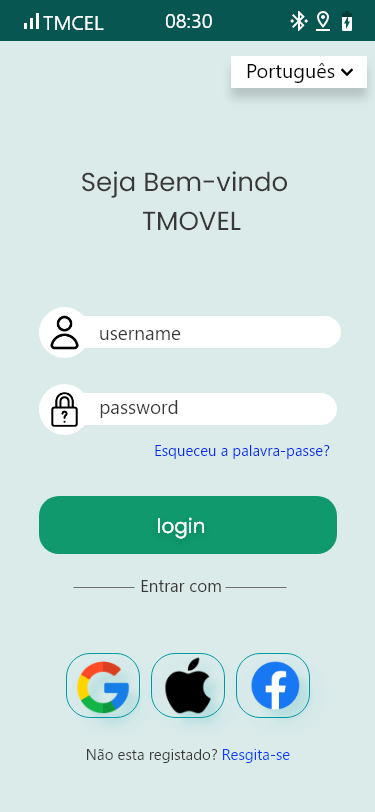 TMCEL 08:30
Português
Seja Bem-vindo
TMOVEL
username
password
Esqueceu a palavra-passe?
login
Entrar com
Não esta registado? Resgita-se